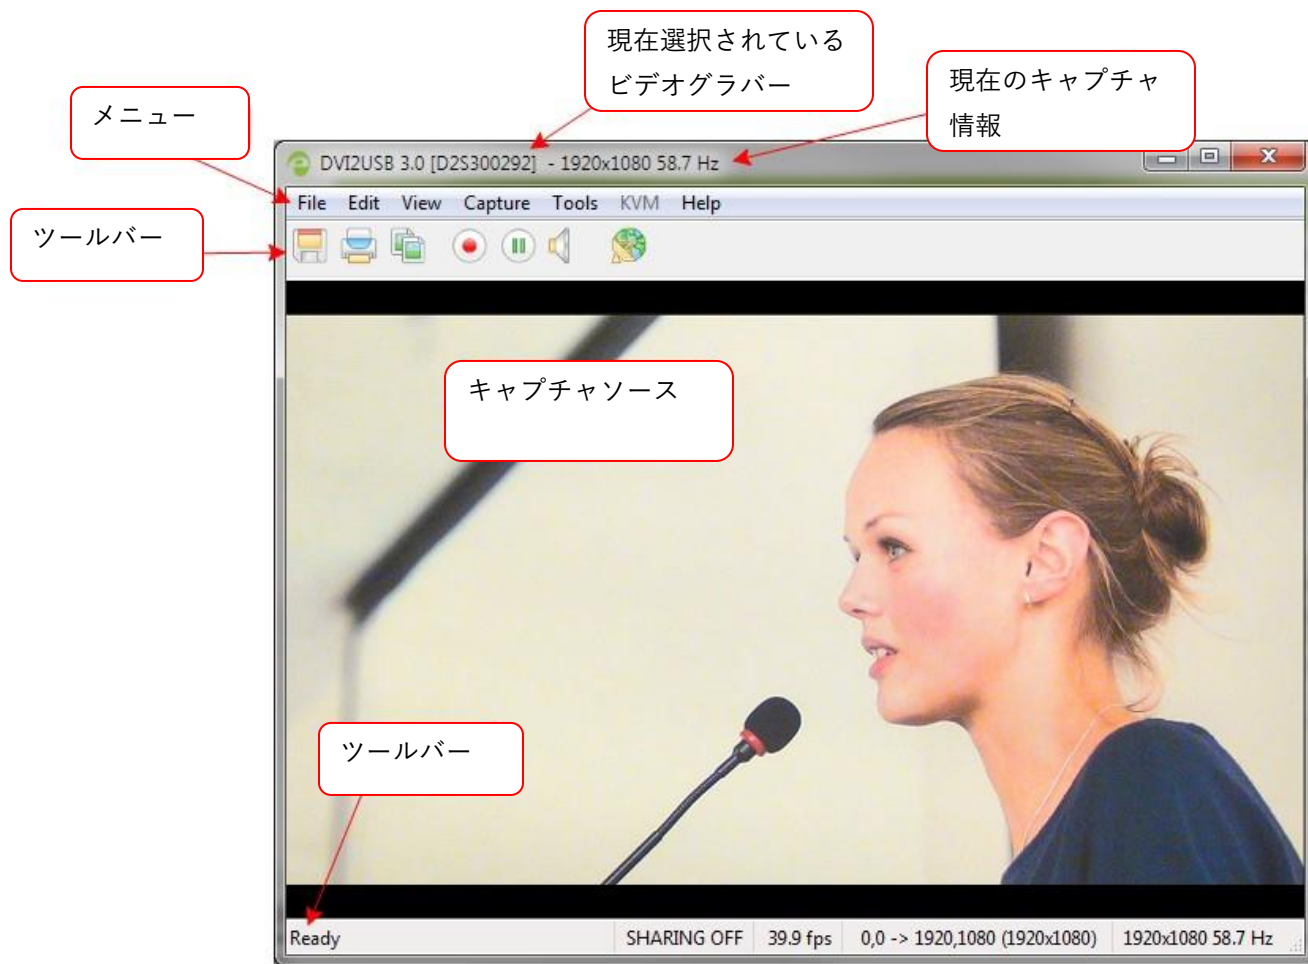 現在選択されている
ビデオグラバー
現在のキャプチャ
情報
メニュー
DVI2USB 3.0 [D2S300292] - 1920x1080 58.7 Hz
File Edit View Capture Tools KVM Help
ツールバー
キャプチャソース
ツールバー
Ready SHARING OFF 39.9 fps 0,0 -> 1920,1080 (1920x1080) 1920x1080 58.7 Hz